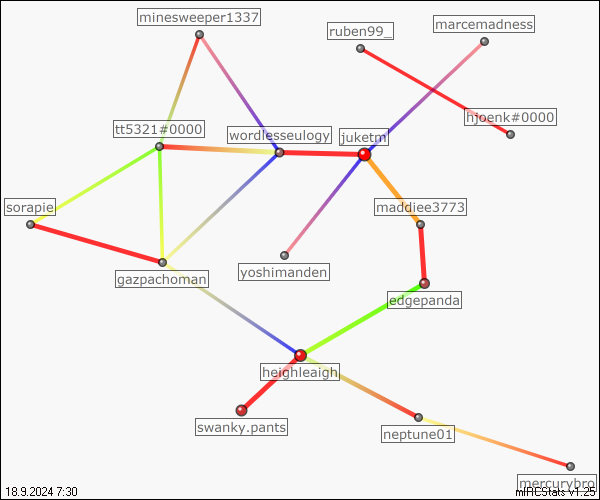 minesweeper1337
marcemadness
ruben99_
hjoenk#0000
tt5321#0000
wordlesseulogy
juketm
sorapie
maddiee3773
gazpachoman
yoshimanden
edgepanda
heighleaigh
swanky.pants
neptune01
mercurybro
18.9.2024 7:30
mIRCStats v1.25